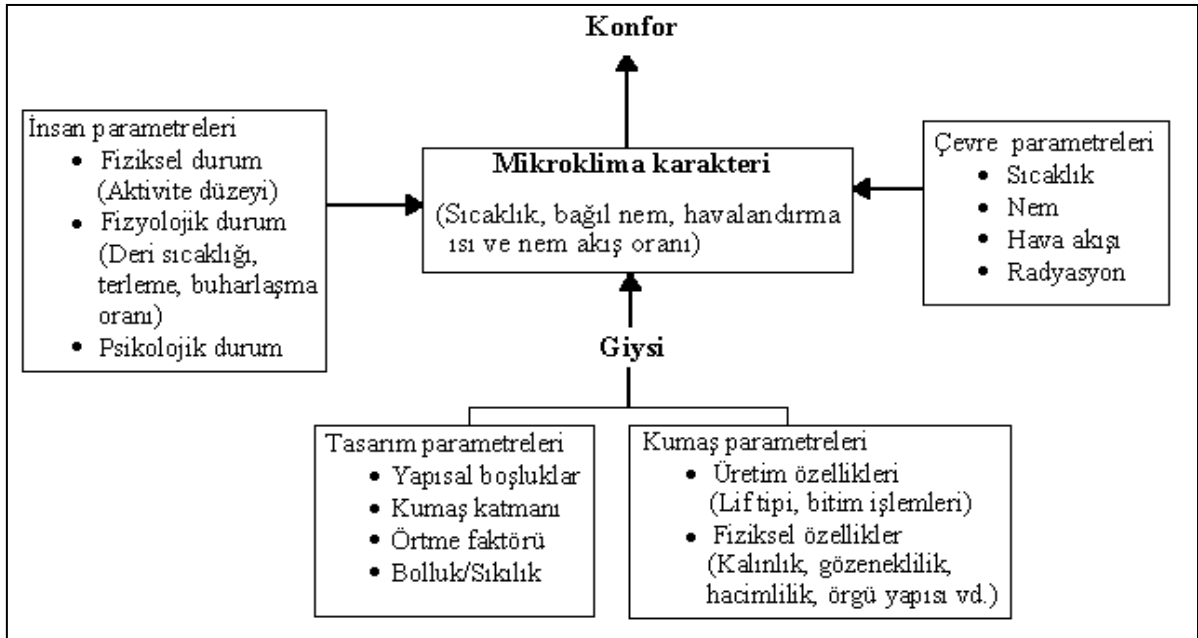 Konfor
İnsan parametreleri
• Fiziksel durum
(Aktivite düzeyi)
• Fizyolojik durum
(Deri sıcaklığı,
terleme, buharlaşma
oranı)
• Psikolojik durum
Mikroklima karakteri
(Sıcaklık, bağıl nem, havalandırma
ısı ve nem akış oranı)
Çevre parametreleri
• Sıcaklık
• Nem
• Hava akışı
• Radyasyon
Giysi
Tasarım parametreleri
• Yapısal boşluklar
• Kumaş katmanı
• Örtme faktörü
• Bolluk/Sıkılık
Kumaş parametreleri
• Üretim özellikleri
(Lif tipi, bitim işlemleri)
• Fiziksel özellikler
(Kalınlık, gözeneklilik,
hacimlilik, örgü yapısı vd.)